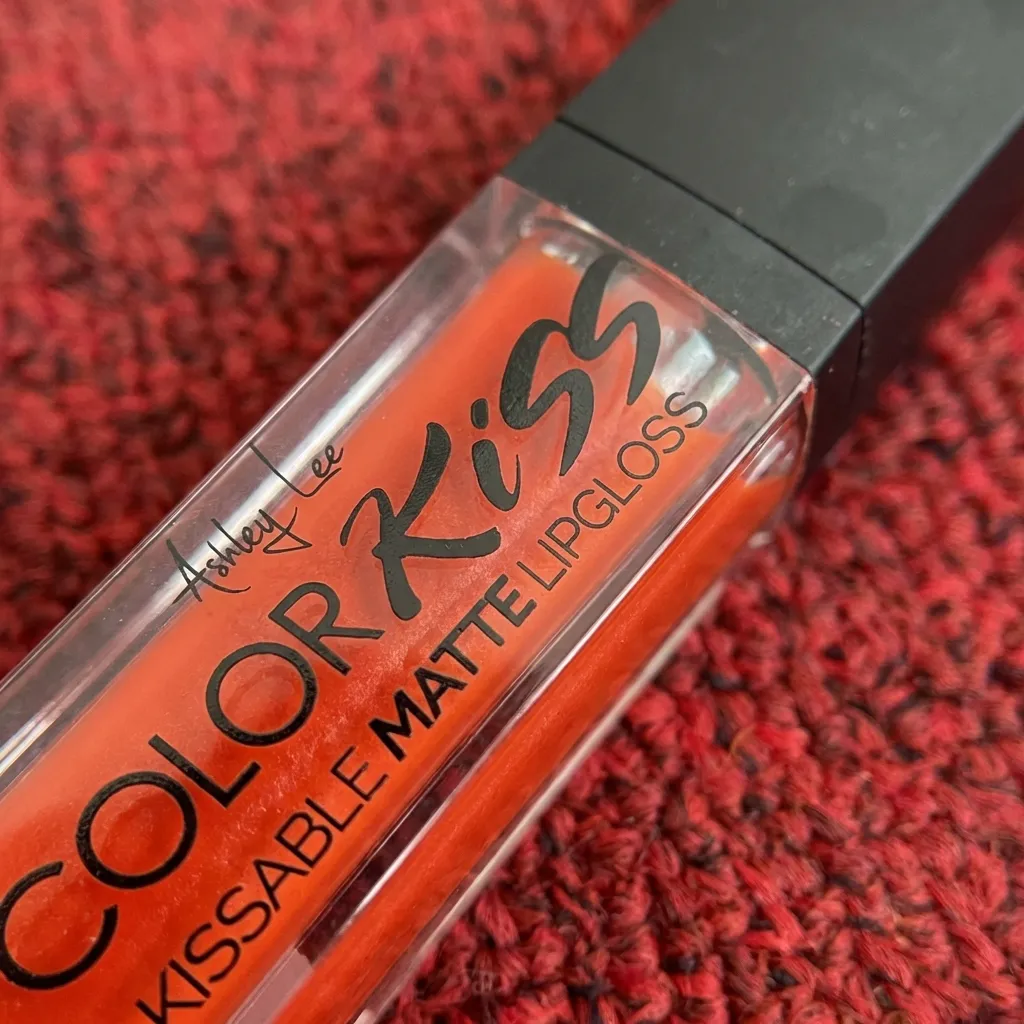 Ashley Lee
COLOR Kiss
KISSABLE MATTE LIPGLOSS